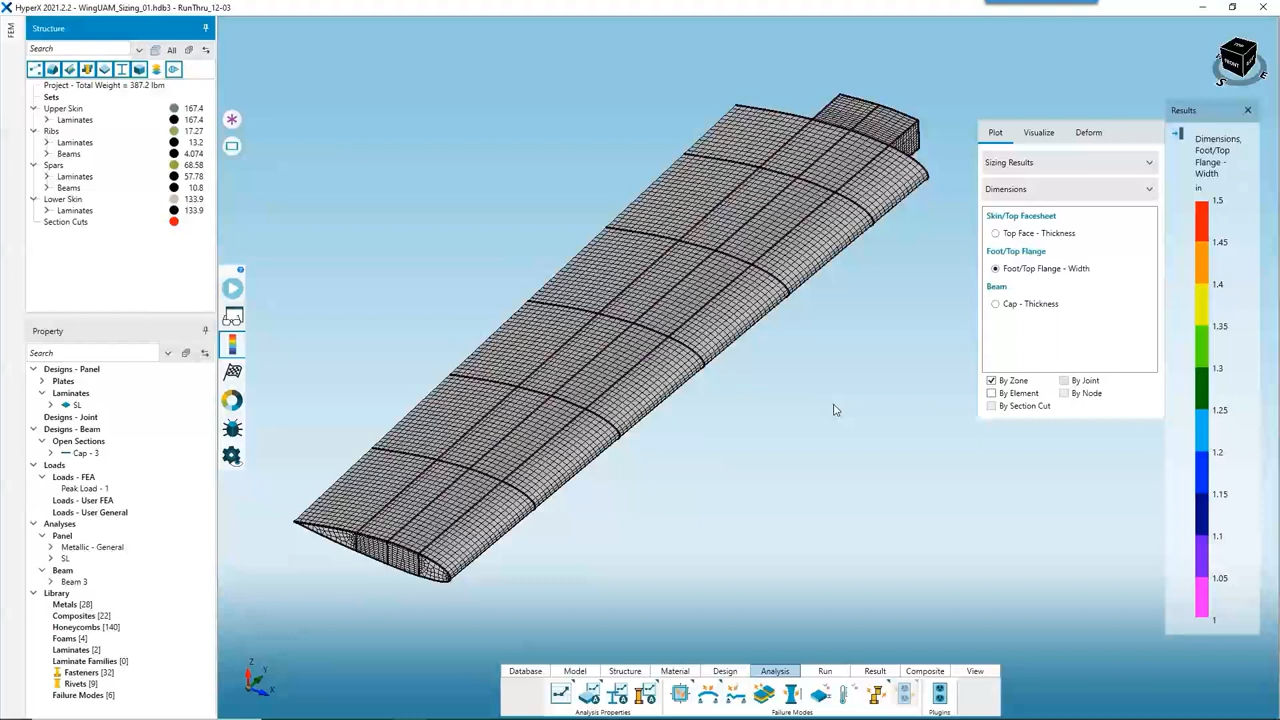 HyperX 2021.2.2 - WingUAM_Sizing_01.hdb3 - RunThru_12-03
FEM
Structure
Search
All
Project - Total Weight = 387.2 lbm
Sets
Upper Skin 167.4
Laminates 167.4
Ribs 17.27
Laminates 13.2
Beams 4.074
Spars 68.58
Laminates 57.78
Beams 10.8
Lower Skin 133.9
Laminates 133.9
Section Cuts
Property
Search
Designs - Panel
Plates
Laminates
SL
Designs - Joint
Designs - Beam
Open Sections
Cap - 3
Loads
Loads - FEA
Peak Load - 1
Loads - User FEA
Loads - User General
Analyses
Panel
Metallic - General
SL
Beam
Beam 3
Library
Metals [28]
Composites [22]
Honeycombs [140]
Foams [4]
Laminates [2]
Laminate Families [0]
Fasteners [32]
Rivets [9]
Failure Modes [6]
Z
Y
X
TOP
FRONT
S
E
Plot Visualize Deform
Sizing Results
Dimensions
Skin/Top Facesheet
Top Face - Thickness
Foot/Top Flange
Foot/Top Flange - Width
Beam
Cap - Thickness
By Zone By Joint
By Element By Node
By Section Cut
Results
Dimensions,
Foot/Top
Flange -
Width
in
1.5
1.45
1.4
1.35
1.3
1.25
1.2
1.15
1.1
1.05
1
Database Model Structure Material Design Analysis Run Result Composite View
Analysis Properties Failure Modes Plugins